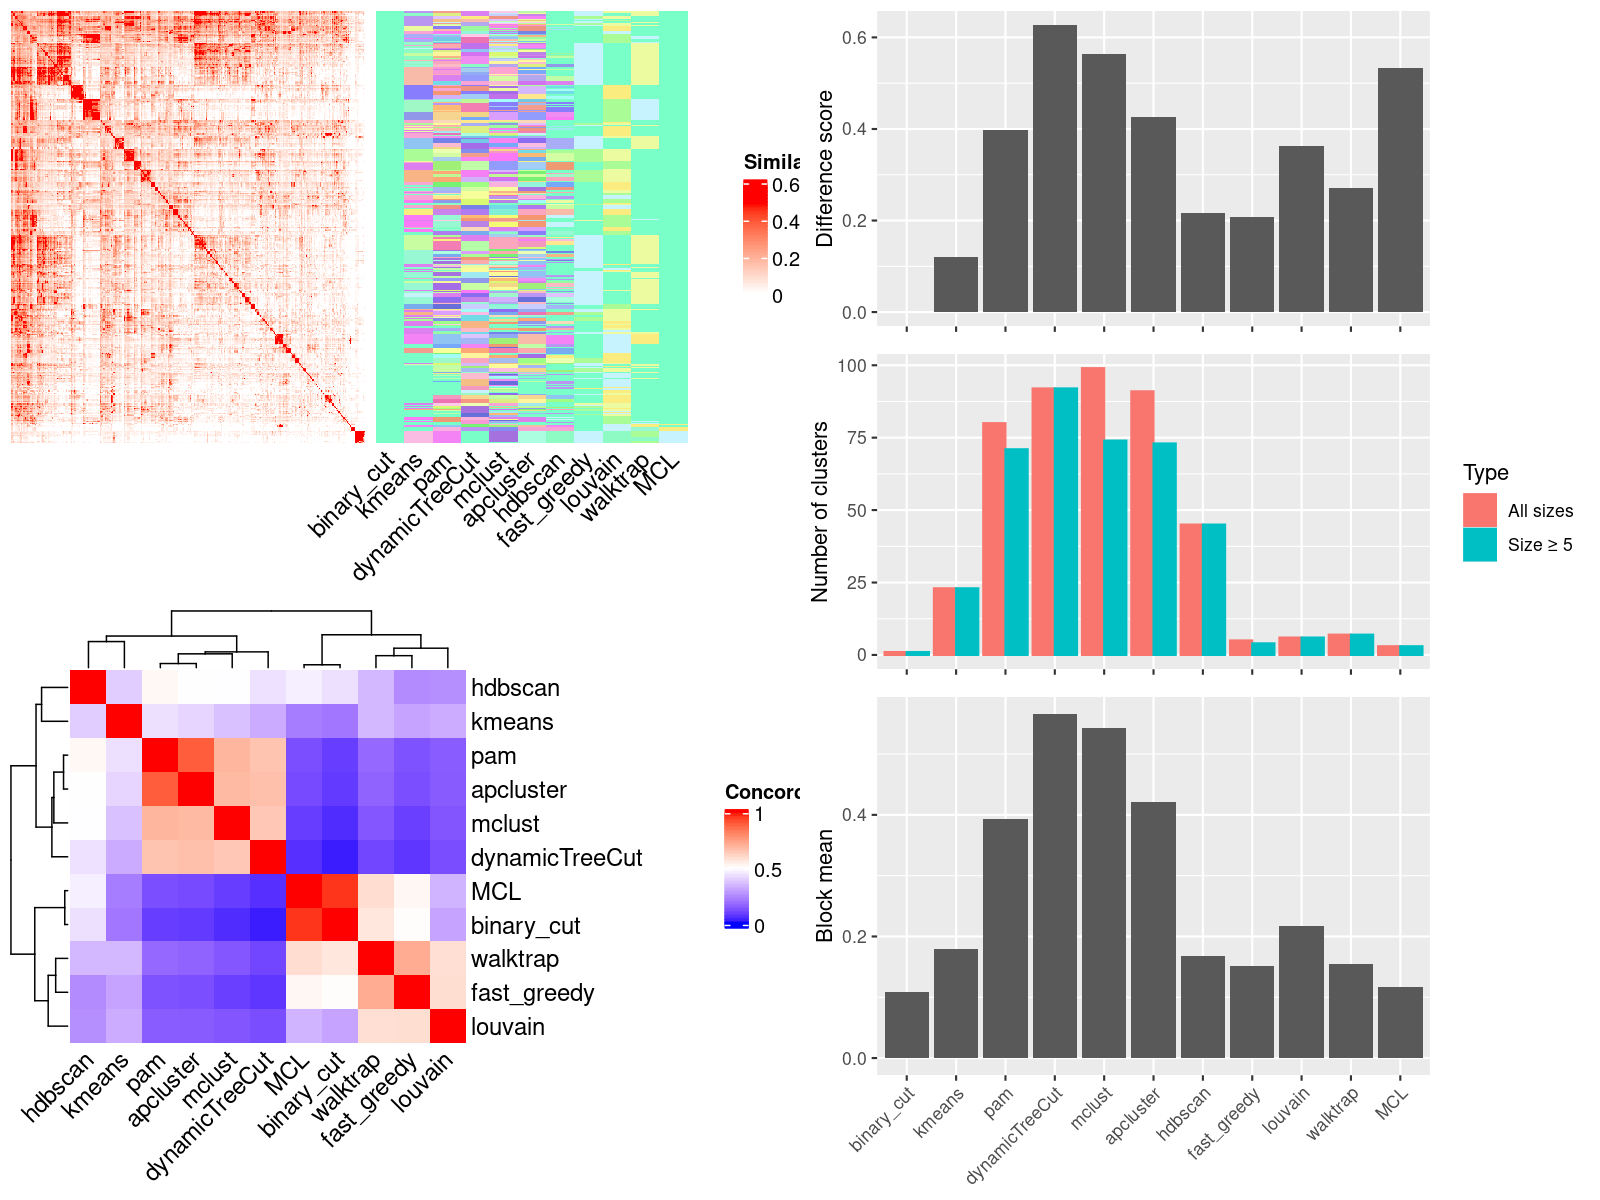 Simila
0.6
0.4
0.2
0
binary_cut
kmeans
pam
dynamicTreeCut
mclust
apcluster
hdbscan
fast_greedy
louvain
walktrap
MCL
hdbscan
kmeans
pam
apcluster
mclust
dynamicTreeCut
MCL
binary_cut
walktrap
fast_greedy
louvain
hdbscan
kmeans
pam
apcluster
mclust
dynamicTreeCut
MCL
binary_cut
walktrap
fast_greedy
louvain
Concord
1
0.5
0
Difference score
0.6
0.4
0.2
0.0
Number of clusters
100
75
50
25
0
Type
All sizes
Size ≥ 5
Block mean
0.4
0.2
0.0
binary_cut
kmeans
pam
dynamicTreeCut
mclust
apcluster
hdbscan
fast_greedy
louvain
walktrap
MCL